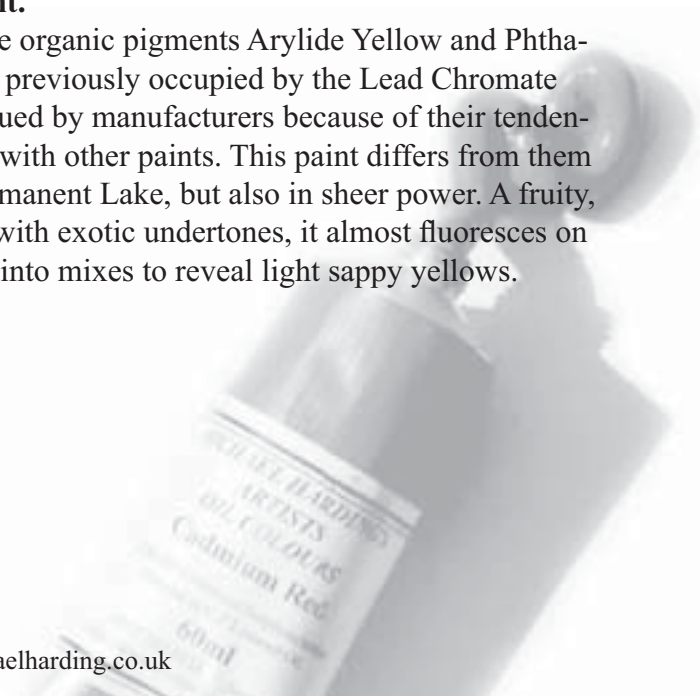 nt.
e organic pigments Arylide Yellow and Phtha-
previously occupied by the Lead Chromate
ued by manufacturers because of their tenden-
with other paints. This paint differs from them
manent Lake, but also in sheer power. A fruity,
with exotic undertones, it almost fluoresces on
into mixes to reveal light sappy yellows.
MICHAEL HARDING'S
ARTISTS
OIL COLOURS
Cadmium Red
60ml
aelharding.co.uk